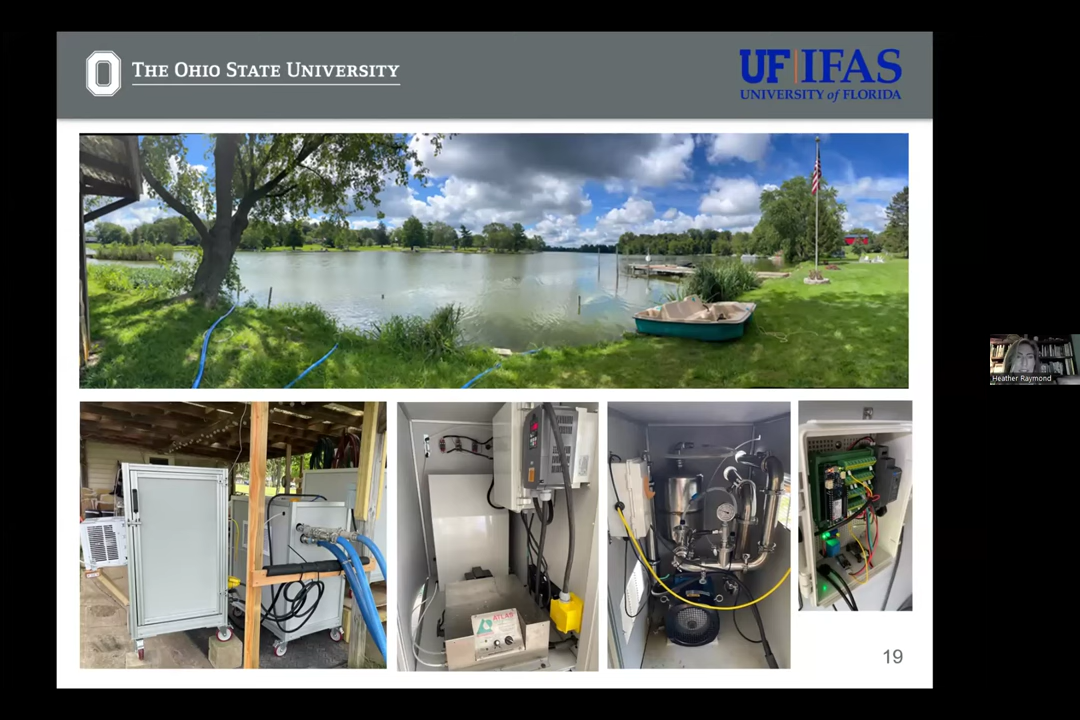 THE OHIO STATE UNIVERSITY
UF|IFAS
UNIVERSITY of FLORIDA
Heather Raymond
ATLAS
19